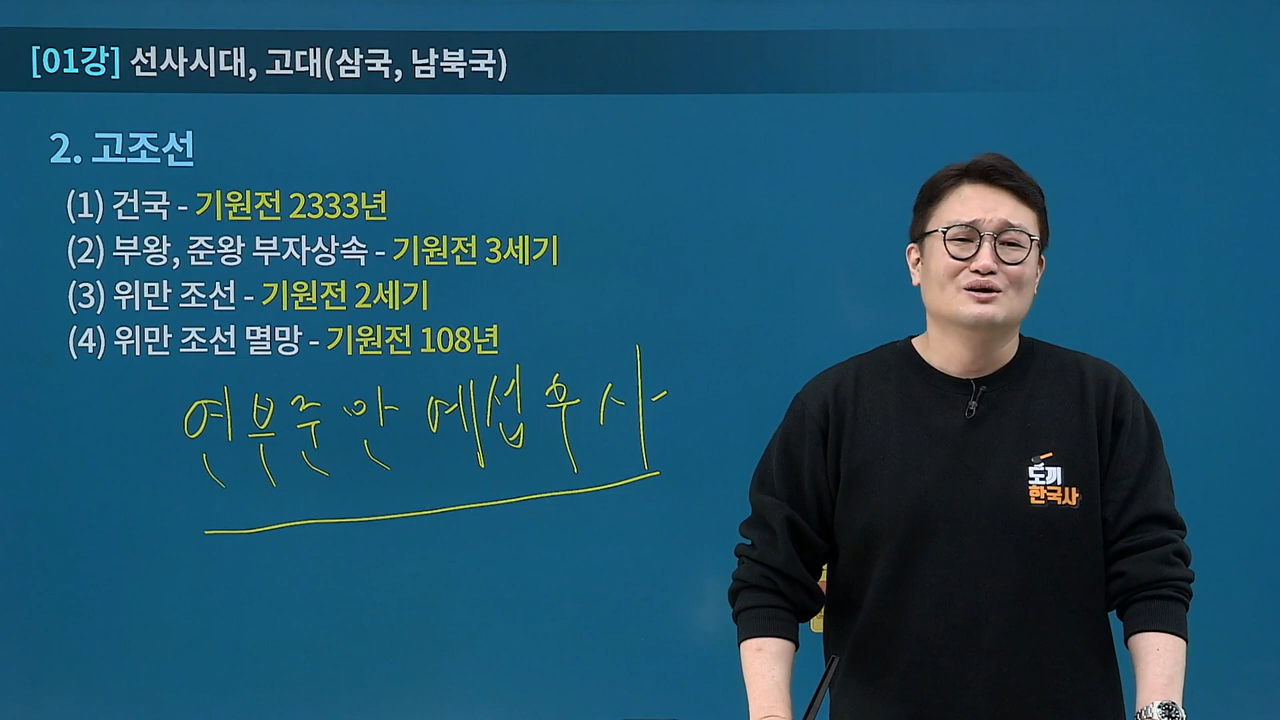 [01강] 선사시대, 고대(삼국, 남북국)
2. 고조선
(1) 건국 - 기원전 2333년
(2) 부왕, 준왕 부자상속 - 기원전 3세기
(3) 위만 조선 - 기원전 2세기
(4) 위만 조선 멸망 - 기원전 108년
연부준만 예섭우사
도끼
한국사